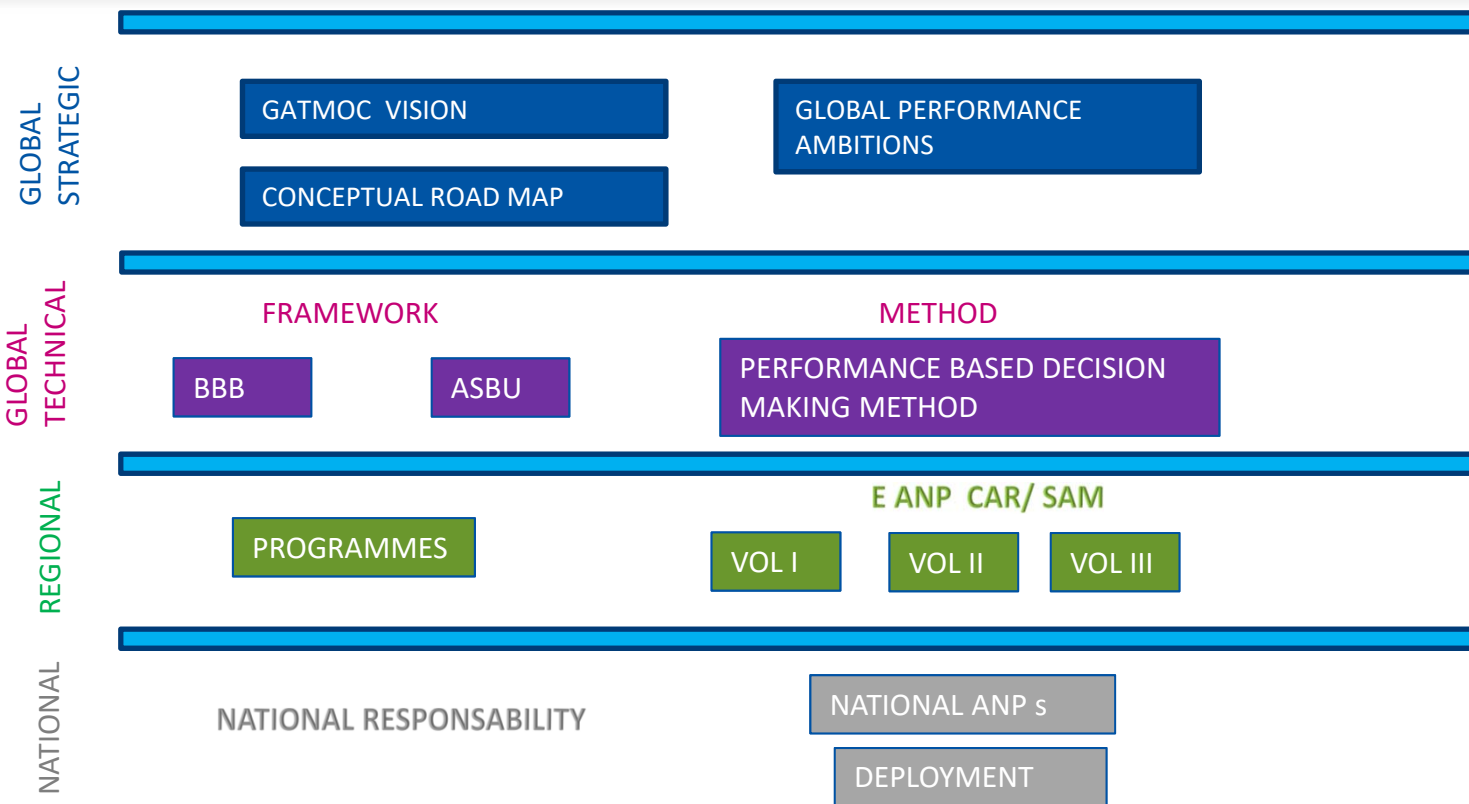 GLOBAL
STRATEGIC
GATMOC VISION
GLOBAL PERFORMANCE
AMBITIONS
CONCEPTUAL ROAD MAP
GLOBAL
TECHNICAL
FRAMEWORK
METHOD
BBB
ASBU
PERFORMANCE BASED DECISION
MAKING METHOD
REGIONAL
E ANP CAR/ SAM
PROGRAMMES
VOL I
VOL II
VOL III
NATIONAL
NATIONAL RESPONSABILITY
NATIONAL ANP s
DEPLOYMENT